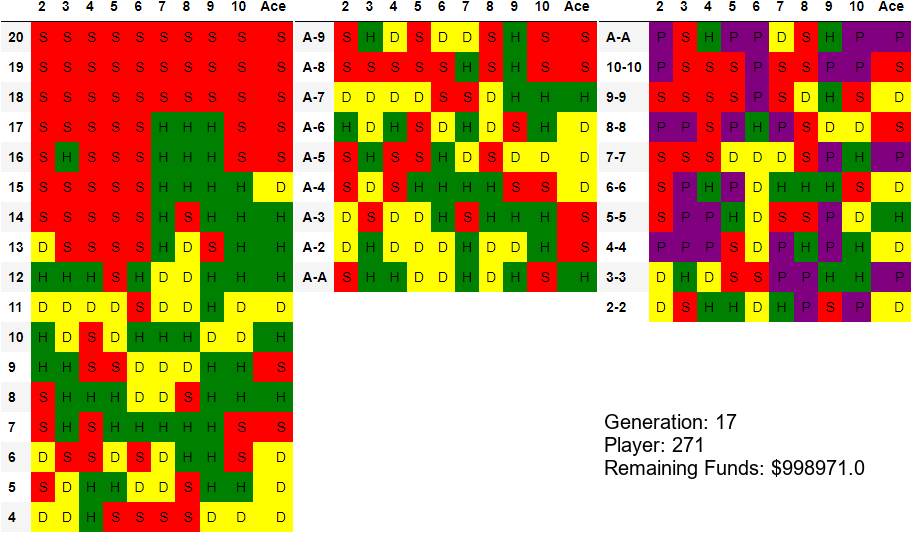 2 3 4 5 6 7 8 9 10 Ace 2 3 4 5 6 7 8 9 10 Ace 2 3 4 5 6 7 8 9 10 Ace
20 S S S S S S S S S S A-9 S H D S D D S H S S A-A P S H P P D S H P P
19 S S S S S S S S S S A-8 S S S S S H S H S S 10-10 P S S S P S S P P S
18 S S S S S S S S S S A-7 D D D D S S D H H H 9-9 S S S S P S D H S D
17 S S S S S H H H S S A-6 H D H S D H D S H D 8-8 P P S P H P S D D S
16 S H S S S H H H S S A-5 S H S S H D S D D D 7-7 S S S D D D S P H P
15 S S S S S H H H H D A-4 S D S H H H H S S D 6-6 S P H P D H H H S D
14 S S S S S H S H H H A-3 D S D D H S H H H S 5-5 S P P H D S S P D H
13 D S S S S H D S H H A-2 D H D D D H D D H S 4-4 P P P S D P H P H D
12 H H H S H D D H H H A-A S H H D D H D H S H 3-3 D H D S S P P H H P
11 D D D D S D D H D D 2-2 D S H H D H P S P D
10 H D S D H H H D D H
9 H H S S D D D H H S
8 S H H H D D S H H H
7 S H S H H H H H S S
6 D S S D S D H H S D
5 S D H H D D S H H D
4 D D H S S S S D D D
Generation: 17
Player: 271
Remaining Funds: $998971.0